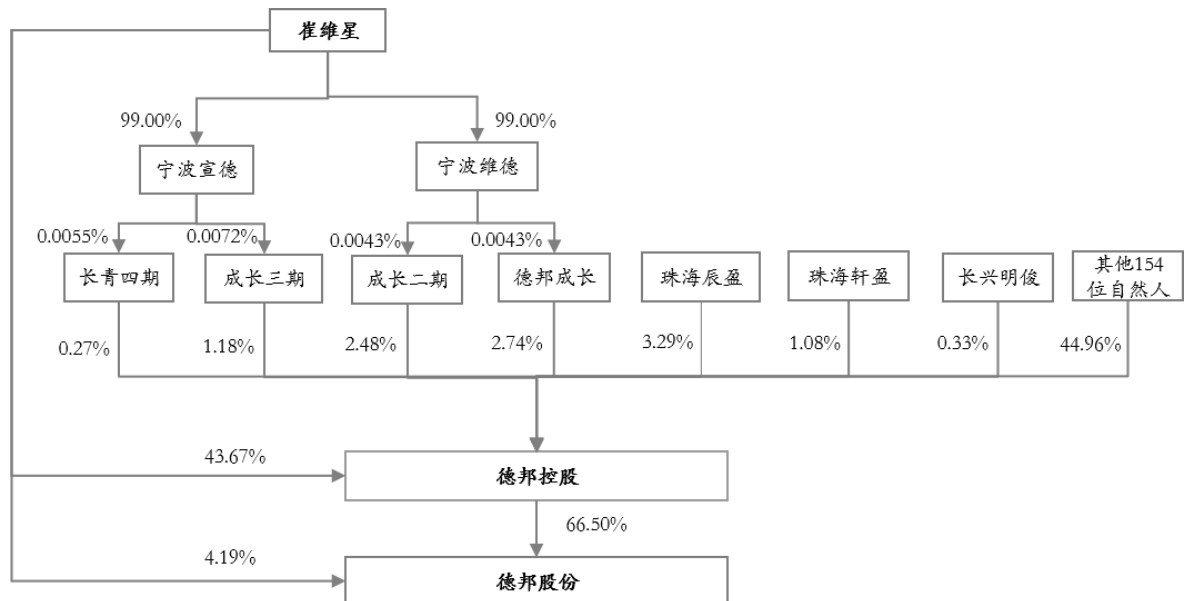 崔维星
99.00%
99.00%
宁波宣德
宁波维德
0.0055%
0.0072%
0.0043%
0.0043%
长青四期
成长三期
成长二期
德邦成长
珠海辰盈
珠海轩盈
长兴明俊
其他154
位自然人
0.27%
1.18%
2.48%
2.74%
3.29%
1.08%
0.33%
44.96%
43.67%
德邦控股
66.50%
4.19%
德邦股份